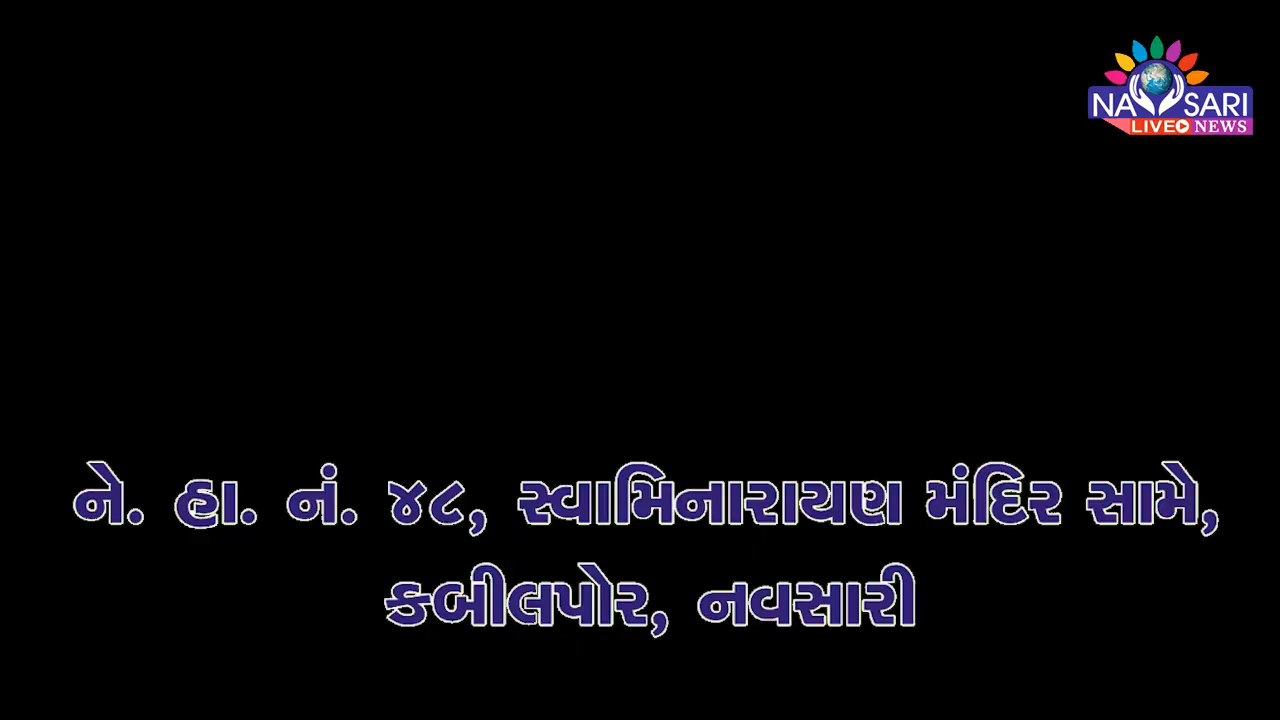 NAVSARI
LIVE NEWS
ને. હા. નં. ૪૮, સ્વામિનારાયણ મંદિર સામે,
કબીલપોર, નવસારી